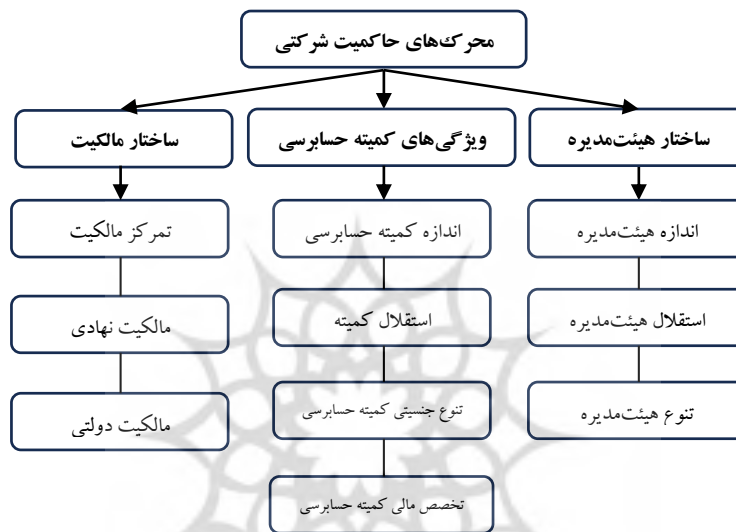 محرک‌های حاکمیت شرکتی
ساختار هیئت‌مدیره
ویژگی‌های کمیته حسابرسی
ساختار مالکیت
اندازه هیئت‌مدیره
اندازه کمیته حسابرسی
تمرکز مالکیت
استقلال هیئت‌مدیره
استقلال کمیته
مالکیت نهادی
تنوع هیئت‌مدیره
تنوع جنسیتی کمیته حسابرسی
مالکیت دولتی
تخصص مالی کمیته حسابرسی